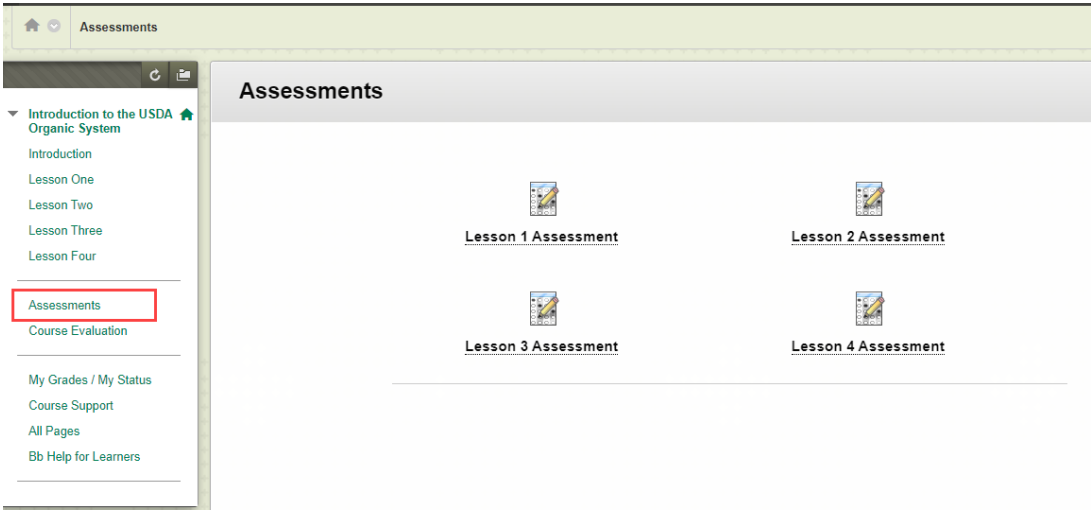 Assessments
Introduction to the USDA
Organic System
Introduction
Lesson One
Lesson Two
Lesson Three
Lesson Four
Assessments
Course Evaluation
My Grades / My Status
Course Support
All Pages
Bb Help for Learners
Assessments
Lesson 1 Assessment
Lesson 2 Assessment
Lesson 3 Assessment
Lesson 4 Assessment